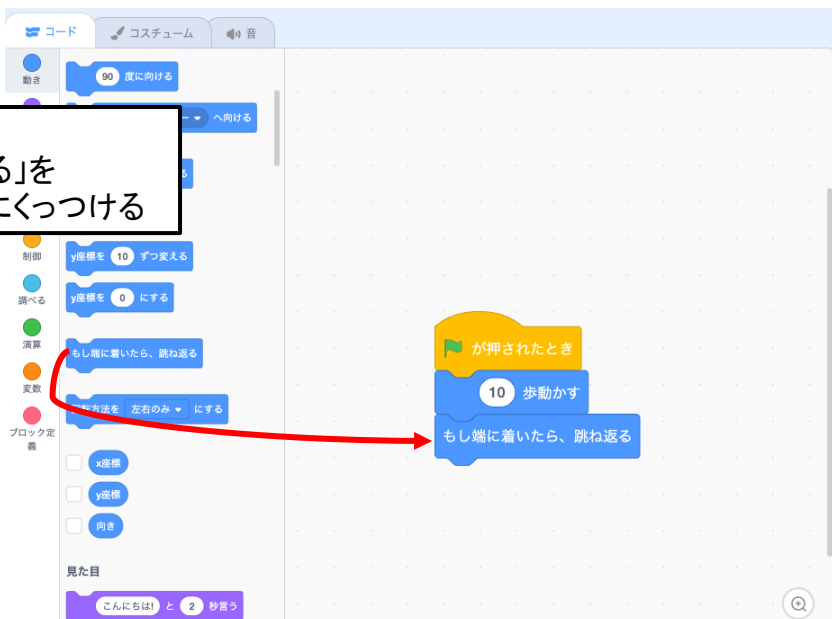 コード
コスチューム
音
動き
90 度に向ける
へ向ける
る」を
にくっつける
制御
調べる
演算
変数
ブロック定義
y座標を 10 ずつ変える
y座標を 0 にする
もし端に着いたら、跳ね返る
回転方法を 左右のみ にする
x座標
y座標
向き
見た目
こんにちは! と 2 秒言う
が押されたとき
10 歩動かす
もし端に着いたら、跳ね返る